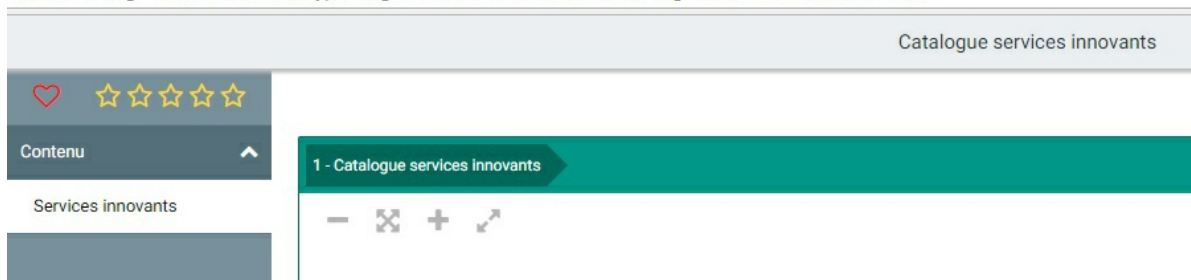 Catalogue services innovants
Contenu
1 - Catalogue services innovants
Services innovants